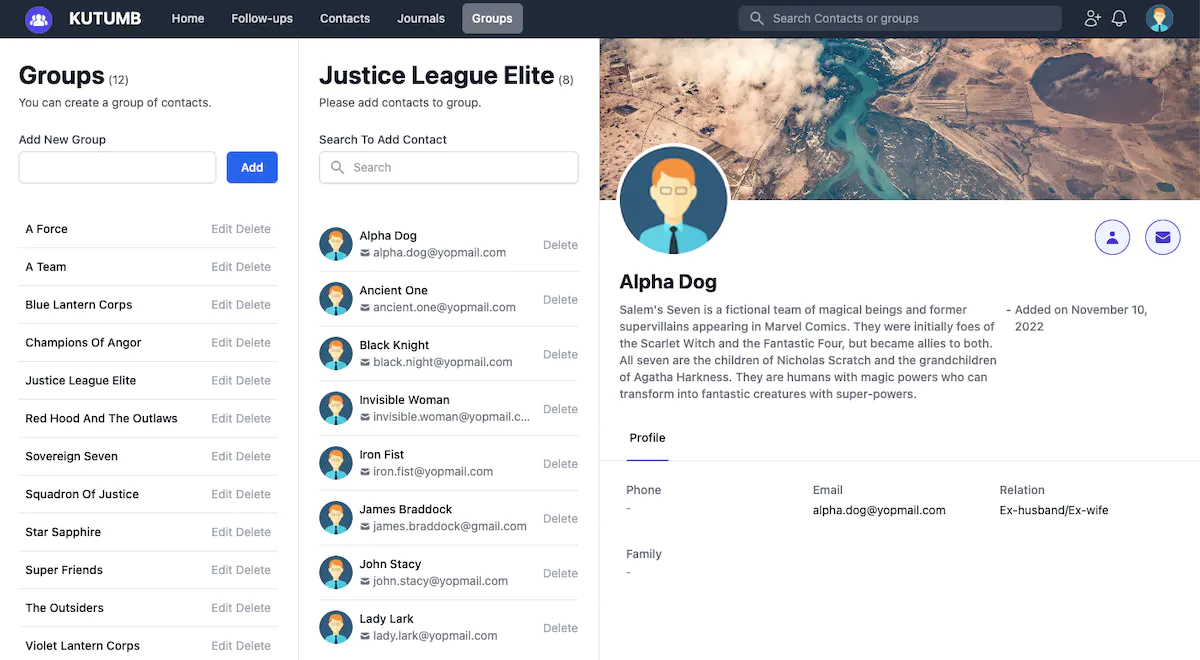 KUTUMB
Home
Follow-ups
Contacts
Journals
Groups
Search Contacts or groups
Groups (12)
You can create a group of contacts.
Add New Group
Add
A Force
Edit Delete
A Team
Edit Delete
Blue Lantern Corps
Edit Delete
Champions Of Angor
Edit Delete
Justice League Elite
Edit Delete
Red Hood And The Outlaws
Edit Delete
Sovereign Seven
Edit Delete
Squadron Of Justice
Edit Delete
Star Sapphire
Edit Delete
Super Friends
Edit Delete
The Outsiders
Edit Delete
Violet Lantern Corps
Edit Delete
Justice League Elite (8)
Please add contacts to group.
Search To Add Contact
Search
Alpha Dog
alpha.dog@yopmail.com
Delete
Ancient One
ancient.one@yopmail.com
Delete
Black Knight
black.night@yopmail.com
Delete
Invisible Woman
invisible.woman@yopmail.c...
Delete
Iron Fist
iron.fist@yopmail.com
Delete
James Braddock
james.braddock@gmail.com
Delete
John Stacy
john.stacy@yopmail.com
Delete
Lady Lark
lady.lark@yopmail.com
Delete
Alpha Dog
Salem's Seven is a fictional team of magical beings and former
supervillains appearing in Marvel Comics. They were initially foes of
the Scarlet Witch and the Fantastic Four, but became allies to both.
All seven are the children of Nicholas Scratch and the grandchildren
of Agatha Harkness. They are humans with magic powers who can
transform into fantastic creatures with super-powers.
- Added on November 10,
2022
Profile
Phone
-
Email
alpha.dog@yopmail.com
Relation
Ex-husband/Ex-wife
Family
-